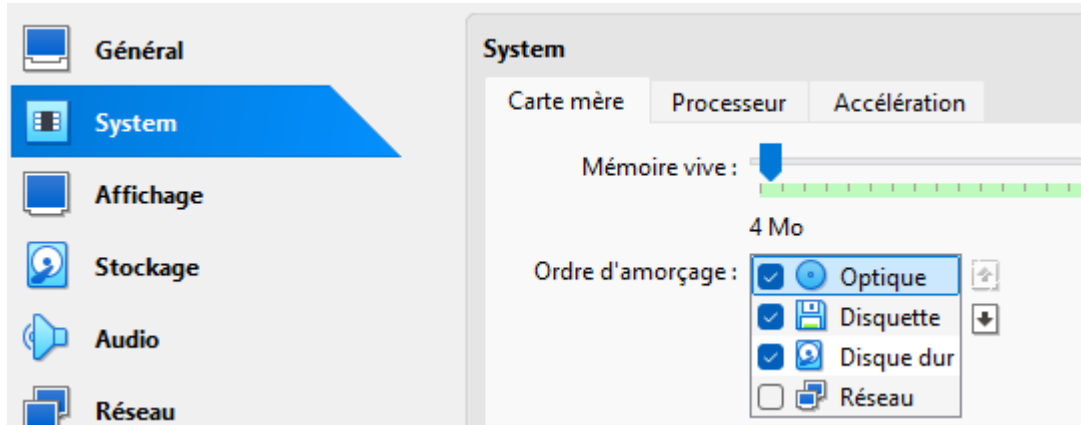 Général
System
Affichage
Stockage
Audio
Réseau
System
Carte mère Processeur Accélération
Mémoire vive :
4 Mo
Ordre d'amorçage :
Optique
Disquette
Disque dur
Réseau